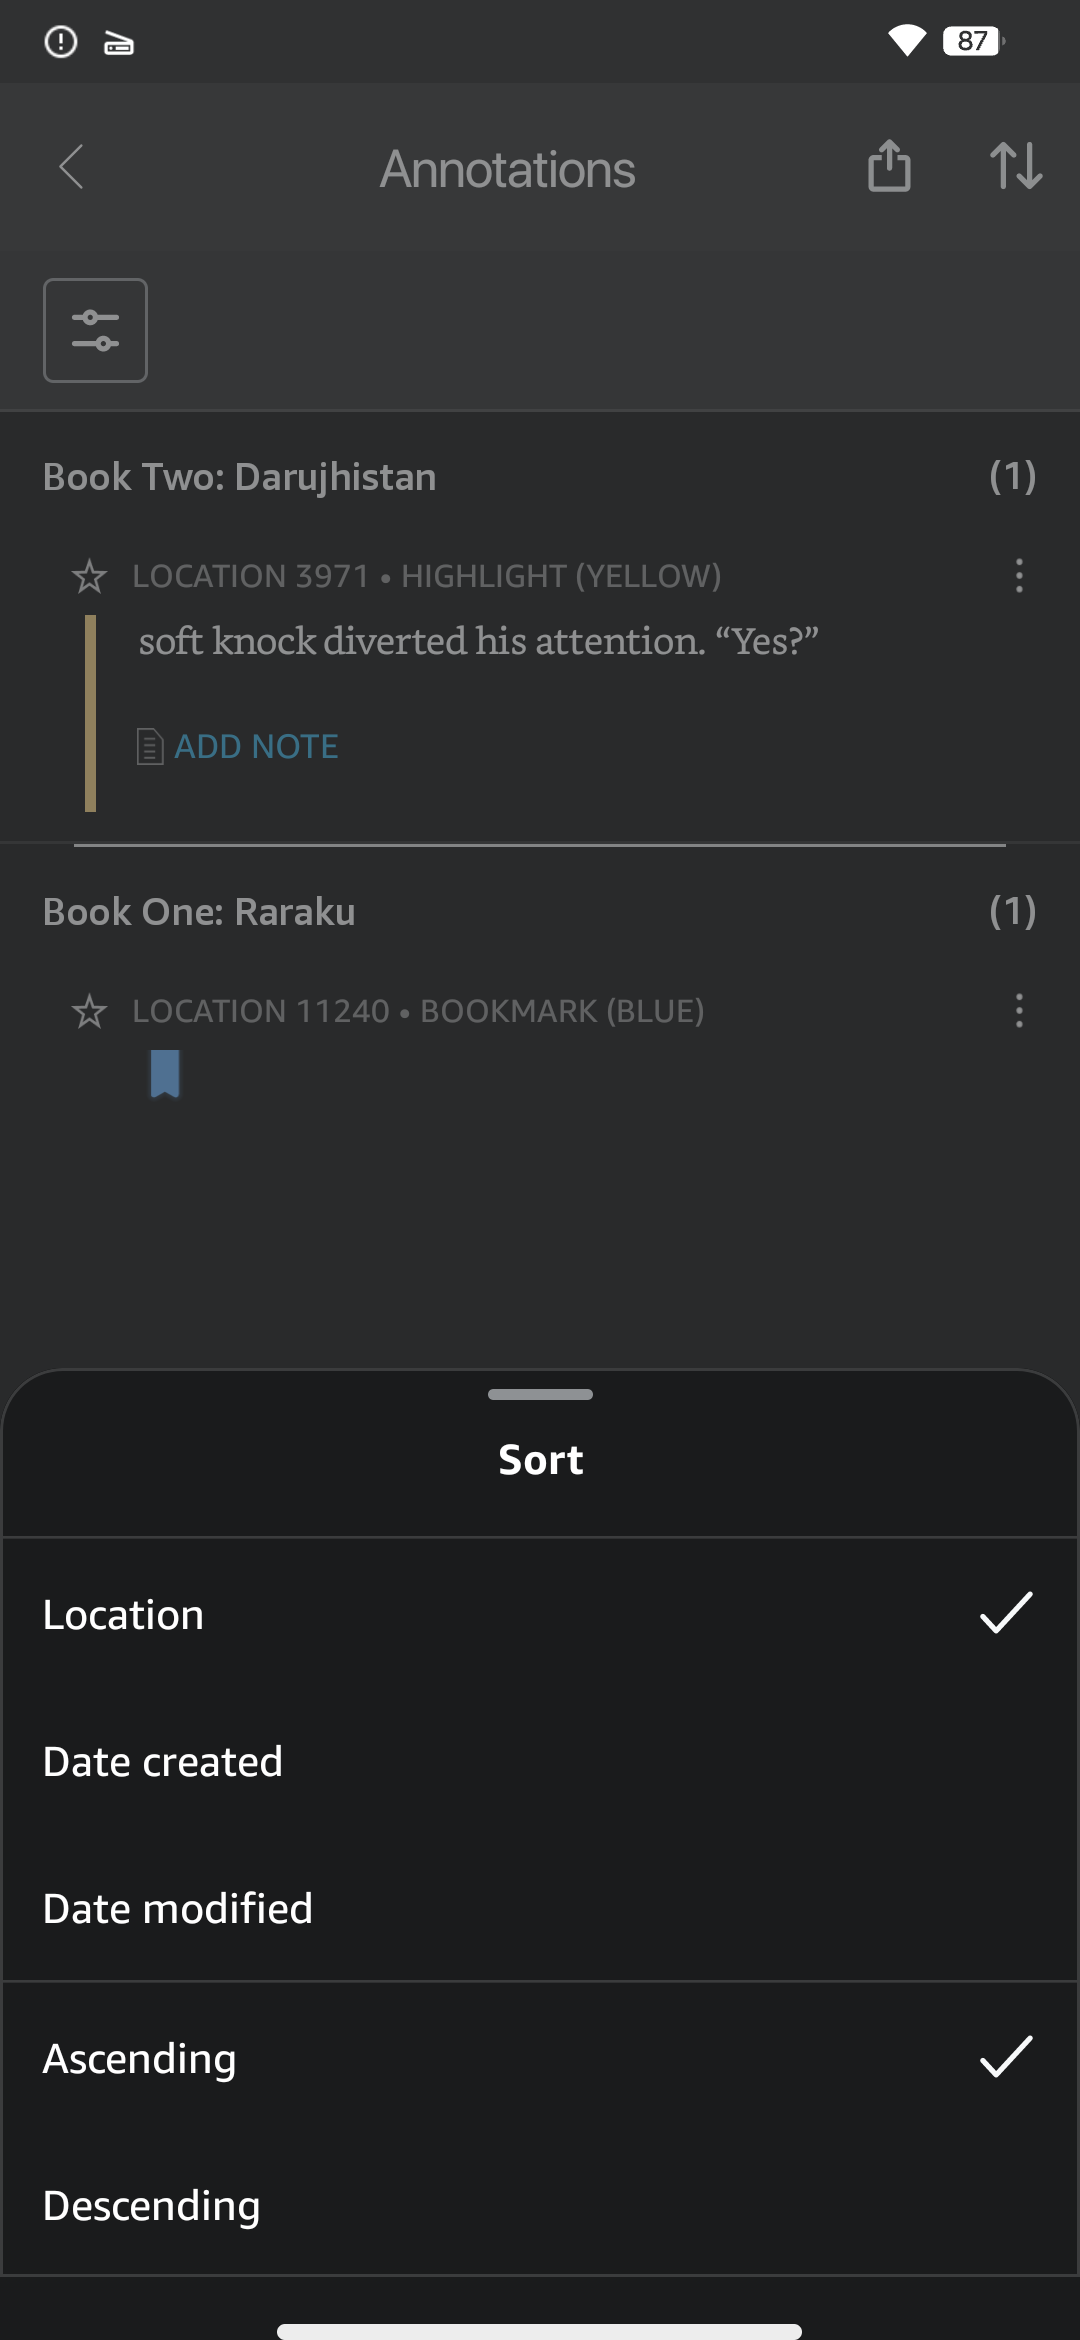 87
Annotations
Book Two: Darujhistan (1)
LOCATION 3971 • HIGHLIGHT (YELLOW)
soft knock diverted his attention. “Yes?”
ADD NOTE
Book One: Raraku (1)
LOCATION 11240 • BOOKMARK (BLUE)
Sort
Location
Date created
Date modified
Ascending
Descending